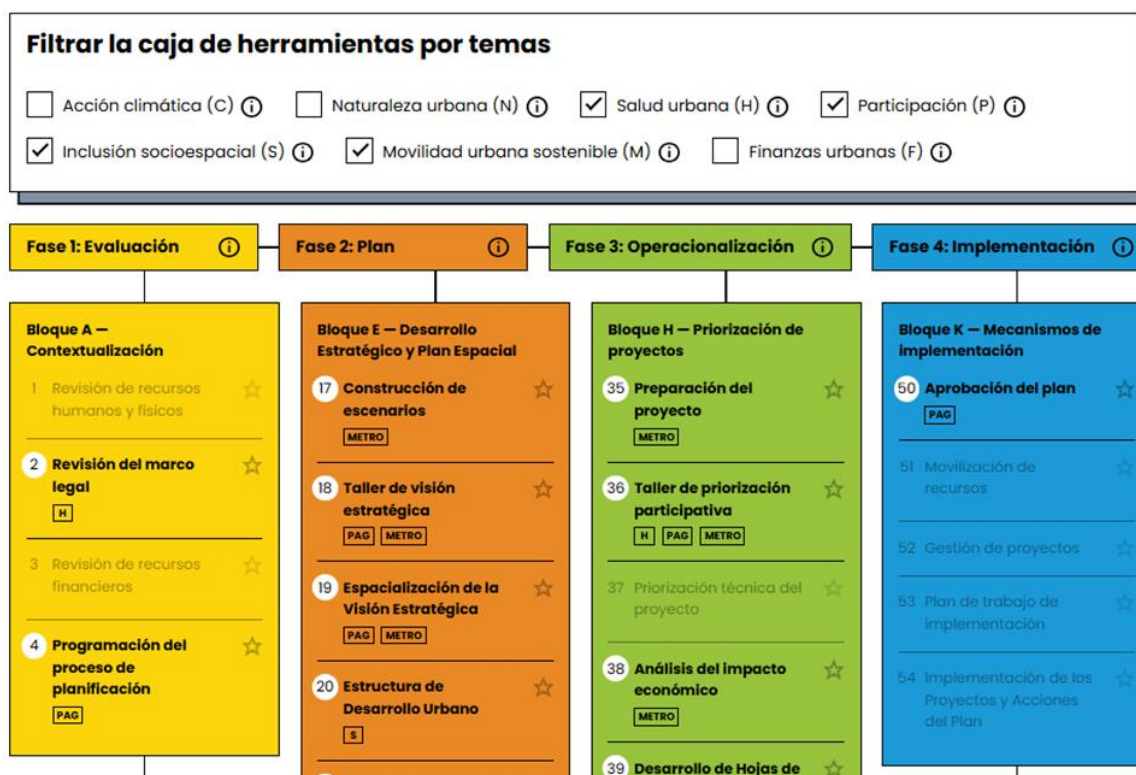 Filtrar la caja de herramientas por temas
Acción climática (C) Naturaleza urbana (N) Salud urbana (H) Participación (P)
Inclusión socioespacial (S) Movilidad urbana sostenible (M) Finanzas urbanas (F)
Fase 1: Evaluación
Fase 2: Plan
Fase 3: Operacionalización
Fase 4: Implementación
Bloque A —
Contextualización
1 Revisión de recursos
humanos y físicos
2 Revisión del marco
legal
H
3 Revisión de recursos
financieros
4 Programación del
proceso de
planificación
PAG
Bloque E — Desarrollo
Estratégico y Plan Espacial
17 Construcción de
escenarios
METRO
18 Taller de visión
estratégica
PAG METRO
19 Espacialización de la
Visión Estratégica
PAG METRO
20 Estructura de
Desarrollo Urbano
S
Bloque H — Priorización de
proyectos
35 Preparación del
proyecto
METRO
36 Taller de priorización
participativa
H PAG METRO
37 Priorización técnica del
proyecto
38 Análisis del impacto
económico
METRO
39 Desarrollo de Hojas de
Bloque K — Mecanismos de
implementación
50 Aprobación del plan
PAG
51 Movilización de
recursos
52 Gestión de proyectos
53 Plan de trabajo de
implementación
54 Implementación de los
Proyectos y Acciones
del Plan